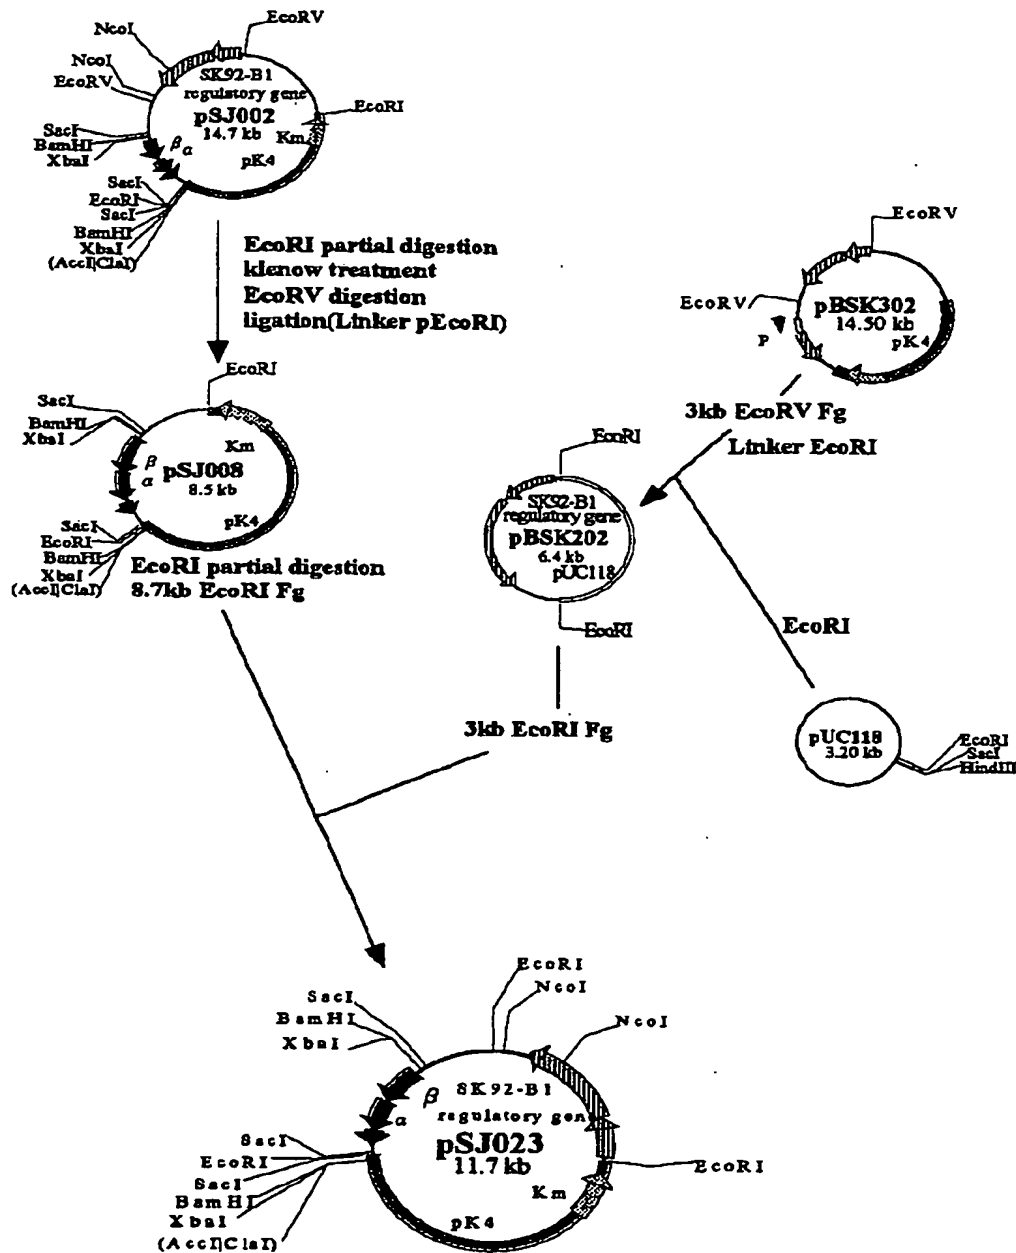 EcoRV
NcoI
NcoI
EcoRV
SK92-B1
regulatory gene
pSJ002
14.7 kb
EcoRI
Km
pK4
SacI
BamHI
XbaI
β
α
SacI
EcoRI
SacI
BamHI
XbaI
(AccI|ClaI)
EcoRI partial digestion
klenow treatment
EcoRV digestion
ligation(Linker pEcoRI)
EcoRV
EcoRV
pBSK302
14.50 kb
pK4
P
3kb EcoRV Fg
Linker EcoRI
EcoRI
SacI
BamHI
XbaI
Km
β
α
pSJ008
8.5 kb
pK4
SacI
EcoRI
BamHI
XbaI
(AccI|ClaI)
EcoRI partial digestion
8.7kb EcoRI Fg
EcoRI
SK92-B1
regulatory gene
pBSK202
6.4 kb
pUC118
EcoRI
EcoRI
3kb EcoRI Fg
pUC118
3.20 kb
EcoRI
SacI
HindIII
EcoRI
NcoI
NcoI
SacI
BamHI
XbaI
β
α
SK92-B1
regulatory gene
pSJ023
11.7 kb
Km
pK4
EcoRI
SacI
EcoRI
SacI
BamHI
XbaI
(AccI|ClaI)